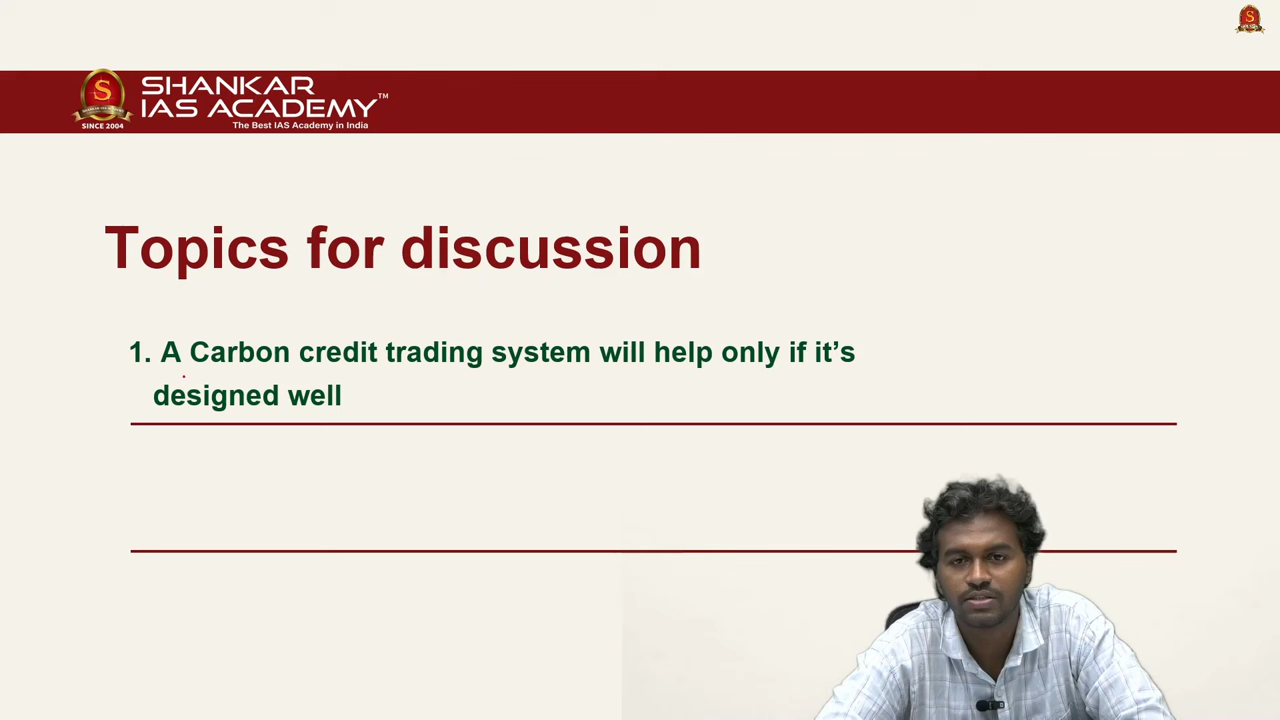 SHANKAR
IAS ACADEMY™
The Best IAS Academy in India
SINCE 2004
Topics for discussion
1. A Carbon credit trading system will help only if it’s
designed well